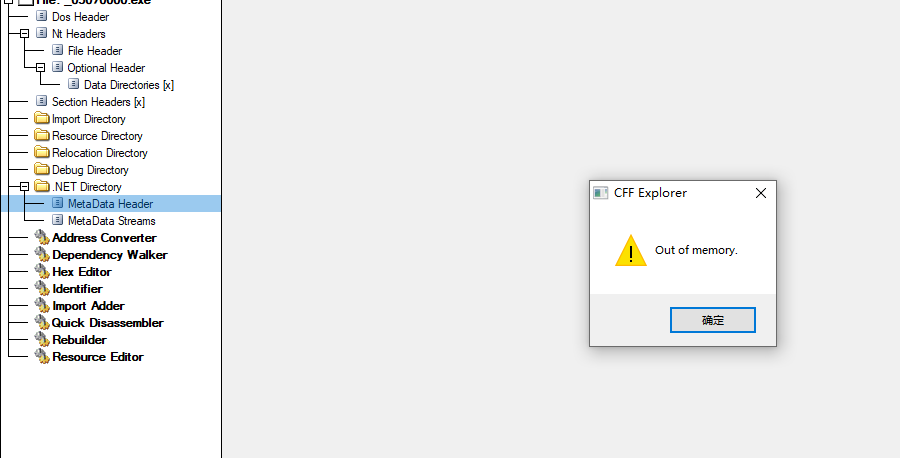 File: _05070000.exe
Dos Header
Nt Headers
File Header
Optional Header
Data Directories [x]
Section Headers [x]
Import Directory
Resource Directory
Relocation Directory
Debug Directory
.NET Directory
MetaData Header
MetaData Streams
Address Converter
Dependency Walker
Hex Editor
Identifier
Import Adder
Quick Disassembler
Rebuilder
Resource Editor
CFF Explorer
Out of memory.
确定